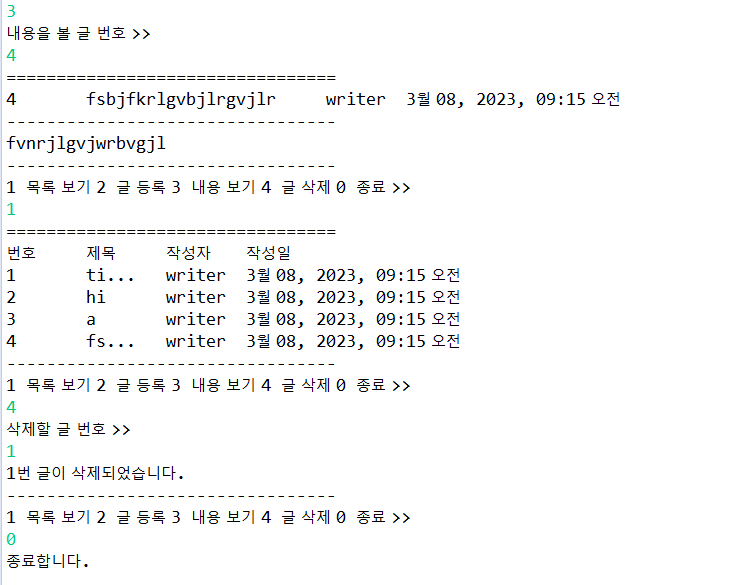 3
내용을 볼 글 번호 >>
4
=================================
4       fsbjfkrlgvbjlrgvjlr     writer  3월 08, 2023, 09:15 오전
---------------------------------
fvnrjlgvjwrbvgjl
---------------------------------
1 목록 보기 2 글 등록 3 내용 보기 4 글 삭제 0 종료 >>
1
=================================
번호      제목      작성자     작성일
1       ti...   writer  3월 08, 2023, 09:15 오전
2       hi      writer  3월 08, 2023, 09:15 오전
3       a       writer  3월 08, 2023, 09:15 오전
4       fs...   writer  3월 08, 2023, 09:15 오전
---------------------------------
1 목록 보기 2 글 등록 3 내용 보기 4 글 삭제 0 종료 >>
4
삭제할 글 번호 >>
1
1번 글이 삭제되었습니다.
---------------------------------
1 목록 보기 2 글 등록 3 내용 보기 4 글 삭제 0 종료 >>
0
종료합니다.